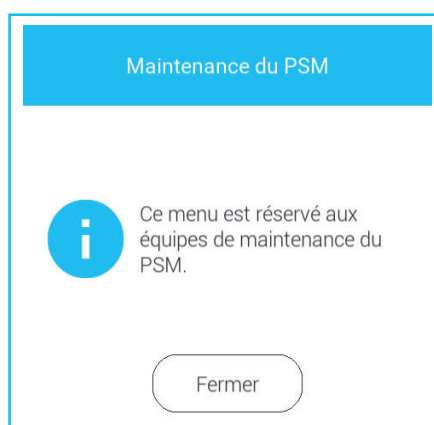 Maintenance du PSM
Ce menu est réservé aux
équipes de maintenance du
PSM.
Fermer